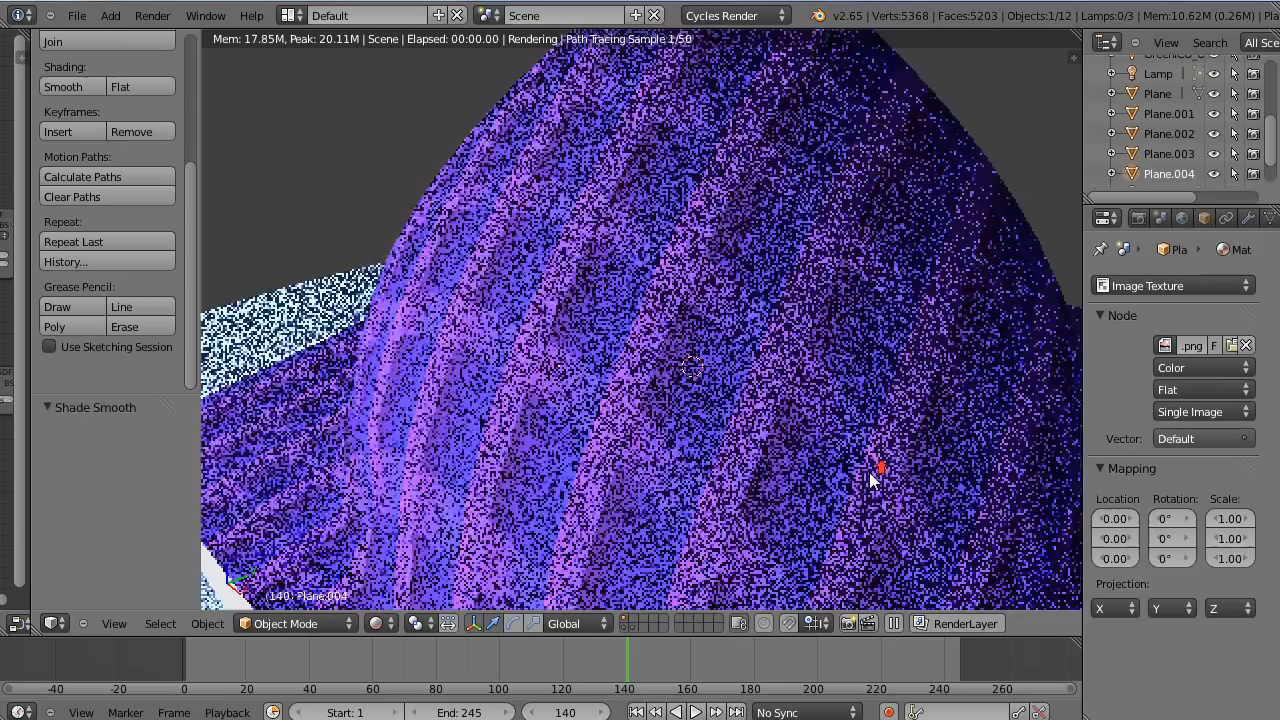 File Add Render Window Help Default Scene Cycles Render v2.65 | Verts:5368 | Faces:5203 | Objects:1/12 | Lamps:0/3 | Mem:10.62M (0.26M) | Pla
Mem: 17.85M, Peak: 20.11M | Scene | Elapsed: 00:00.00 | Rendering | Path Tracing Sample 1/50
View Search All Sce
Lamp
Plane
Plane.001
Plane.002
Plane.003
Plane.004
Join
Shading:
Smooth Flat
Keyframes:
Insert Remove
Motion Paths:
Calculate Paths
Clear Paths
Repeat:
Repeat Last
History...
Grease Pencil:
Draw Line
Poly Erase
Use Sketching Session
Shade Smooth
Pla Mat
Image Texture
Node
.png F
Color
Flat
Single Image
Vector: Default
Mapping
Location Rotation: Scale:
0.00 0° 1.00
0.00 0° 1.00
0.00 0° 1.00
Projection:
X Y Z
(140) Plane.004
View Select Object Object Mode Global RenderLayer
-40 -20 0 20 40 60 80 100 120 140 160 180 200 220 240 260
View Marker Frame Playback Start: 1 End: 245 140 No Sync